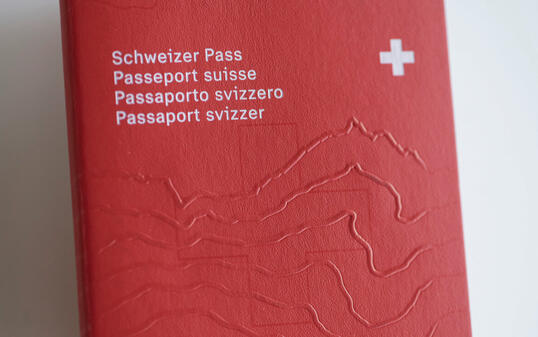 Schweizer Pass
Passeport suisse
Passaporto svizzero
Passaport svizzer